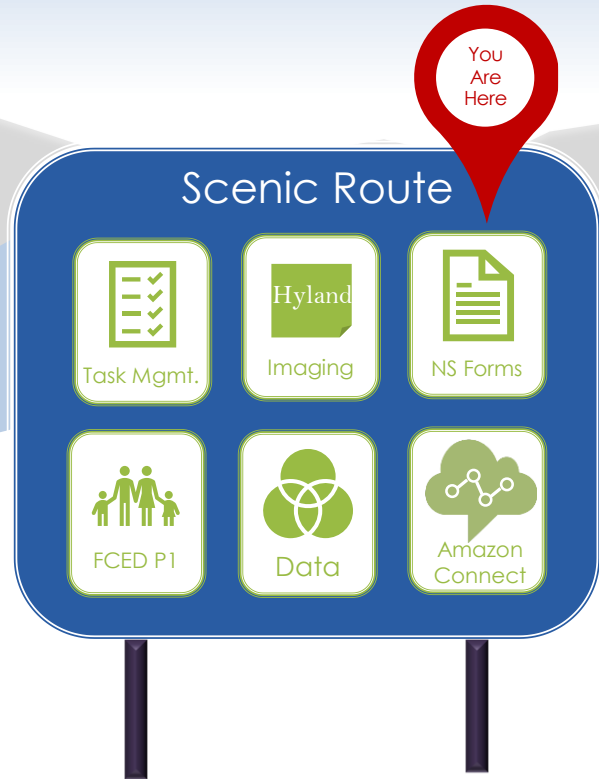 You
Are
Here
Scenic Route
Task Mgmt.
Hyland
Imaging
NS Forms
FCED P1
Data
Amazon
Connect